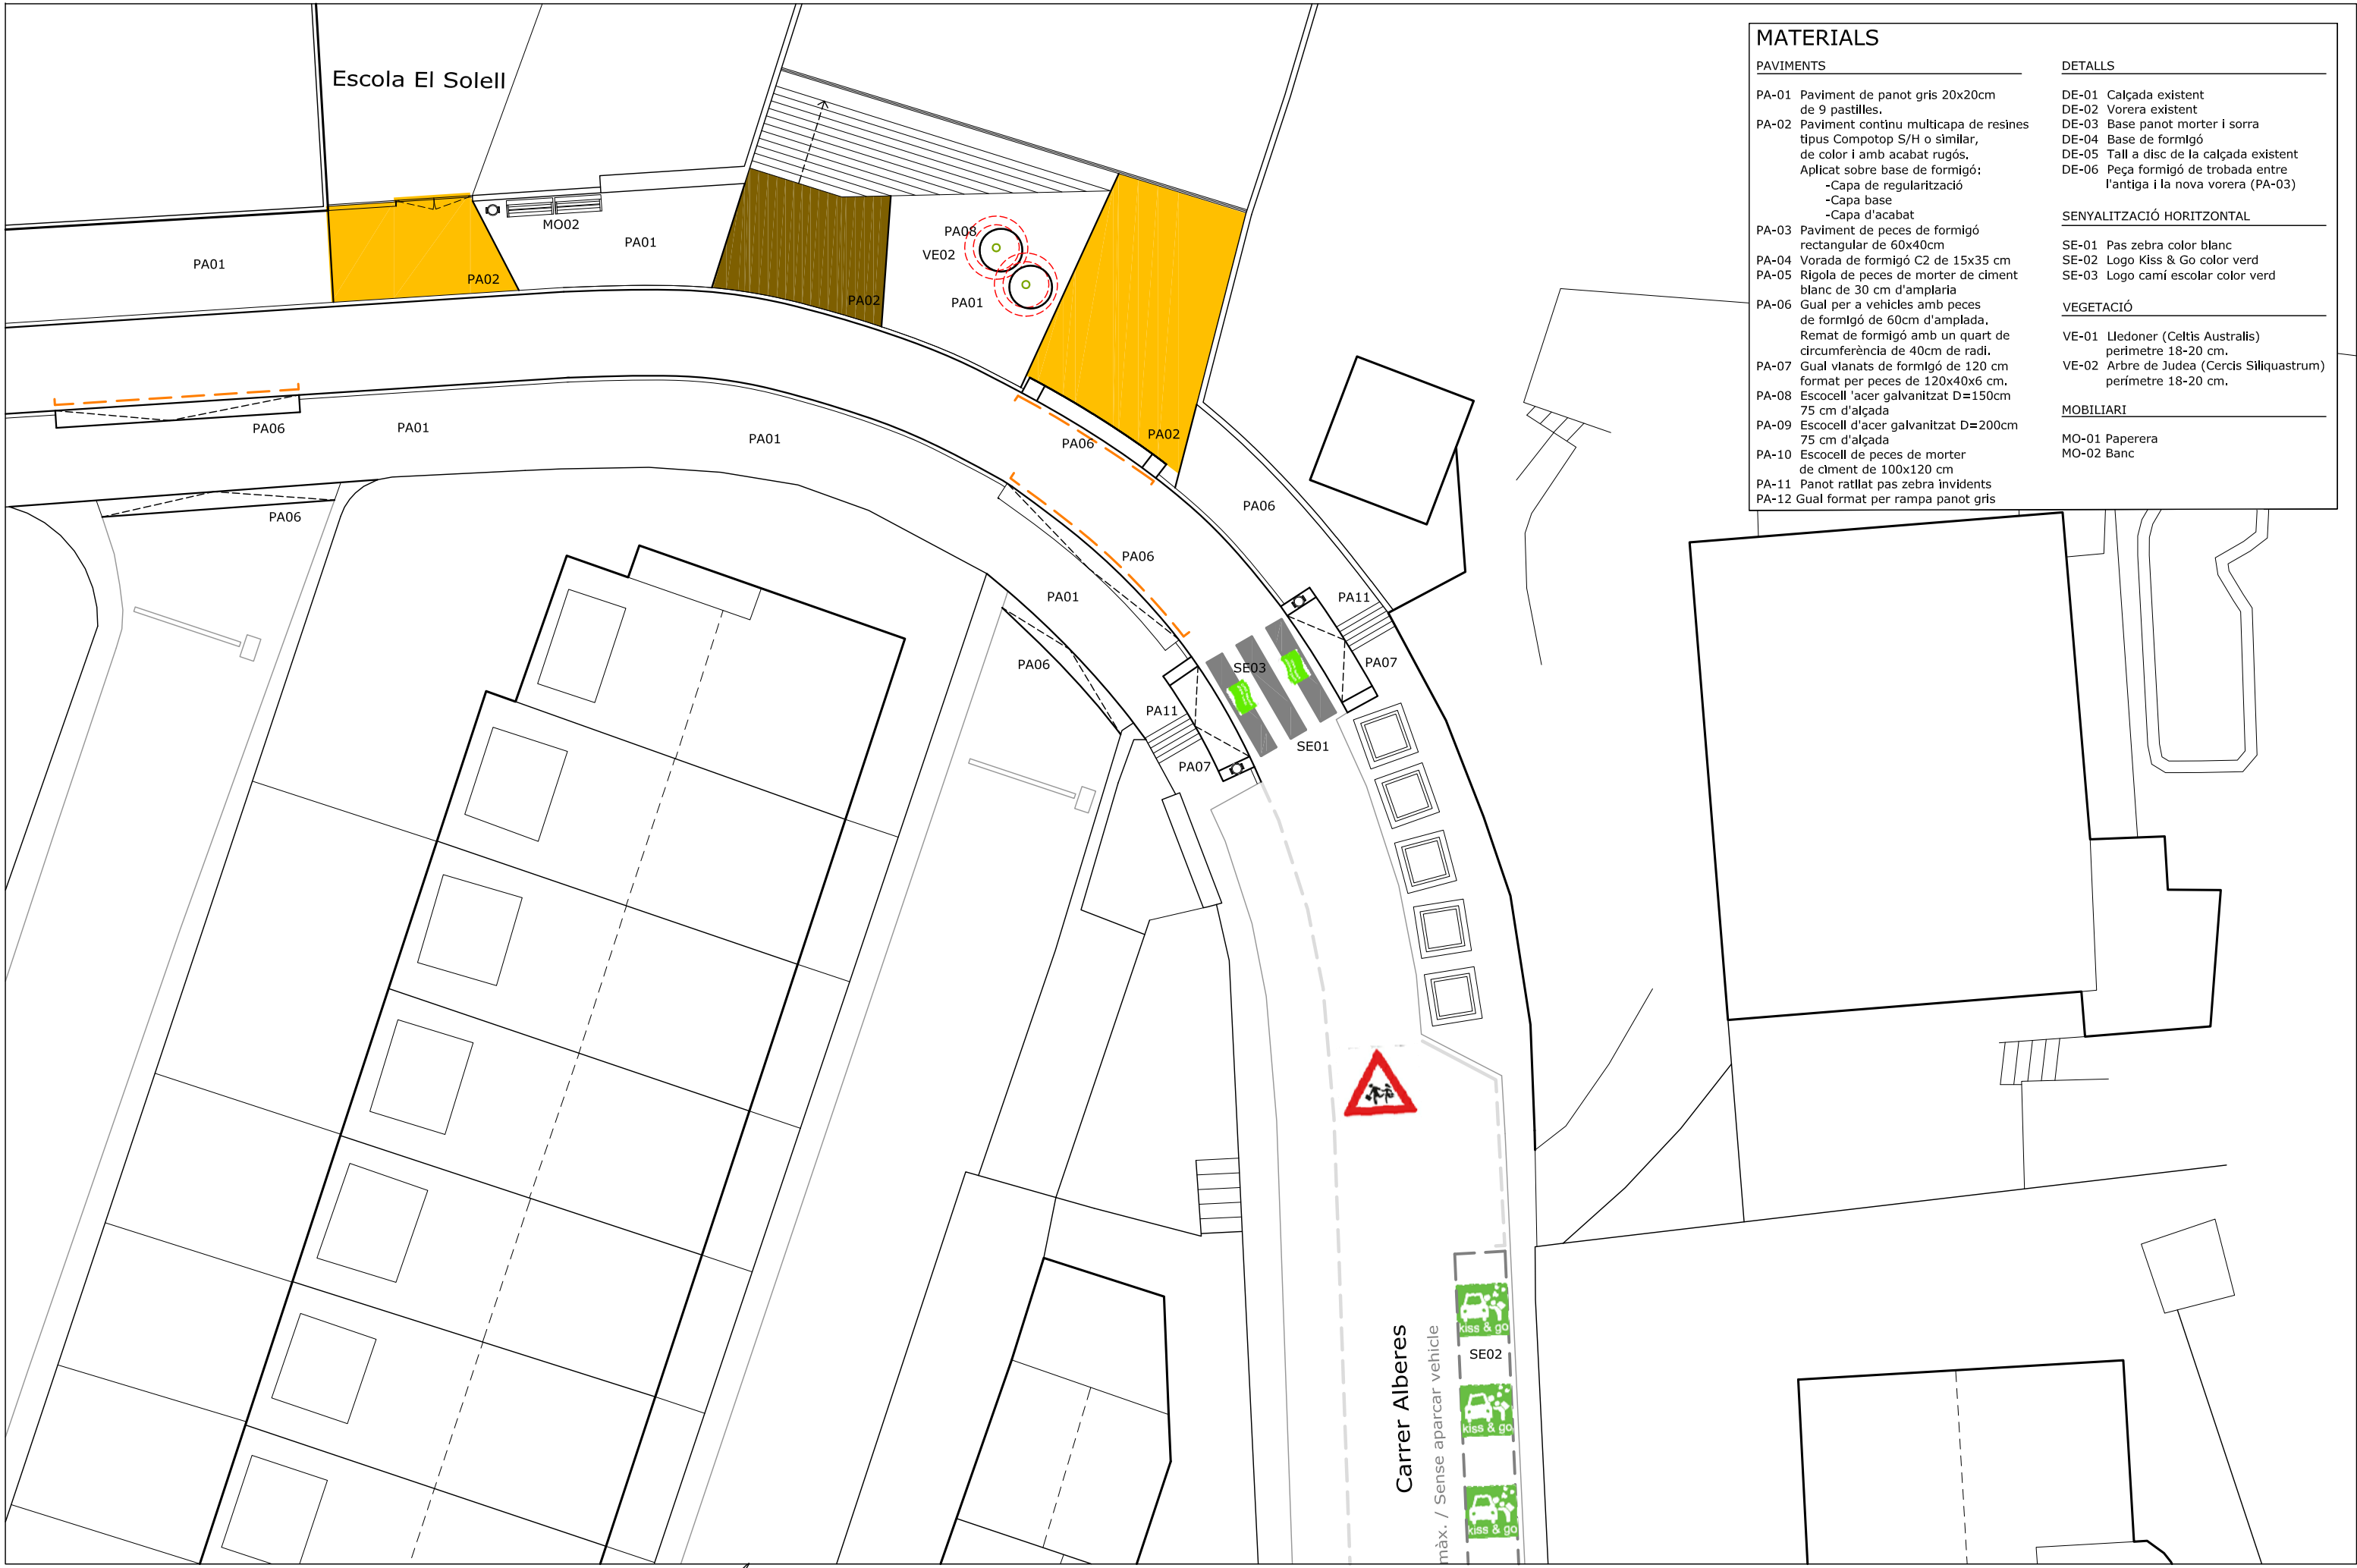 Escola El Solell
MATERIALS
PAVIMENTS
PA-01 Paviment de panot gris 20x20cm
de 9 pastilles.
PA-02 Paviment continu multicapa de resines
tipus Compotop S/H o similar,
de color i amb acabat rugós.
Aplicat sobre base de formigó:
-Capa de regularització
-Capa base
-Capa d'acabat
PA-03 Paviment de peces de formigó
rectangular de 60x40cm
PA-04 Vorada de formigó C2 de 15x35 cm
PA-05 Rigola de peces de morter de ciment
blanc de 30 cm d'amplaria
PA-06 Gual per a vehicles amb peces
de formigó de 60cm d'amplada.
Remat de formigó amb un quart de
circumferència de 40cm de radi.
PA-07 Gual vianats de formigó de 120 cm
format per peces de 120x40x6 cm.
PA-08 Escocell 'acer galvanitzat D=150cm
75 cm d'alçada
PA-09 Escocell d'acer galvanitzat D=200cm
75 cm d'alçada
PA-10 Escocell de peces de morter
de ciment de 100x120 cm
PA-11 Panot ratllat pas zebra invidents
PA-12 Gual format per rampa panot gris
DETALLS
DE-01 Calçada existent
DE-02 Vorera existent
DE-03 Base panot morter i sorra
DE-04 Base de formigó
DE-05 Tall a disc de la calçada existent
DE-06 Peça formigó de trobada entre
l'antiga i la nova vorera (PA-03)
SENYALITZACIÓ HORITZONTAL
SE-01 Pas zebra color blanc
SE-02 Logo Kiss & Go color verd
SE-03 Logo camí escolar color verd
VEGETACIÓ
VE-01 Lledoner (Celtis Australis)
perimetre 18-20 cm.
VE-02 Arbre de Judea (Cercis Siliquastrum)
perímetre 18-20 cm.
MOBILIARI
MO-01 Paperera
MO-02 Banc
MO02
PA01
PA08
VE02
PA01
PA02
PA02
PA01
PA06
PA01
PA01
PA06
PA02
PA06
PA06
PA06
PA01
PA11
PA06
SE03
PA07
PA11
SE01
PA07
Carrer Alberes
màx. / Sense aparcar vehicle
kiss & go
SE02
kiss & go
kiss & go